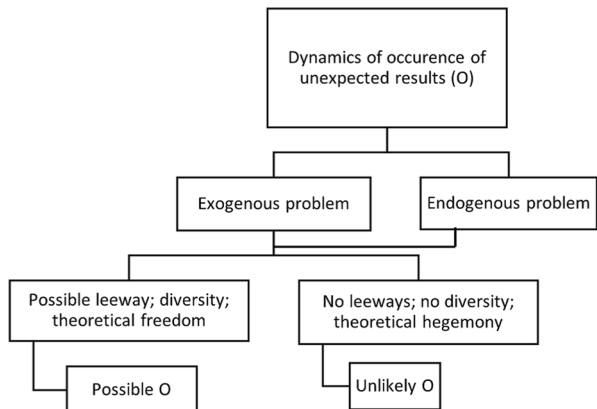 Dynamics of occurence of
unexpected results (O)
Exogenous problem
Endogenous problem
Possible leeway; diversity;
theoretical freedom
No leeways; no diversity;
theoretical hegemony
Possible O
Unlikely O